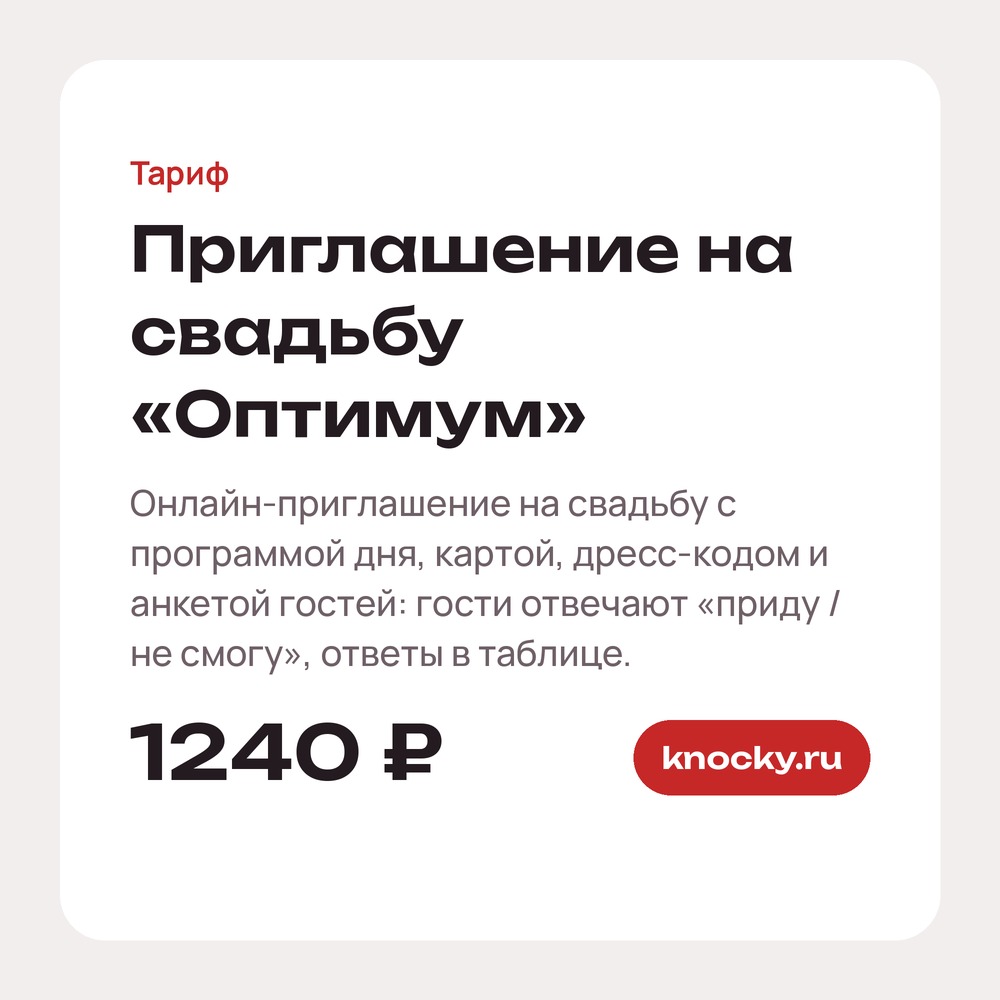 Тариф
Приглашение на
свадьбу
«Оптимум»
Онлайн-приглашение на свадьбу с
программой дня, картой, дресс-кодом и
анкетой гостей: гости отвечают «приду /
не смогу», ответы в таблице.
1240 ₽
knocky.ru